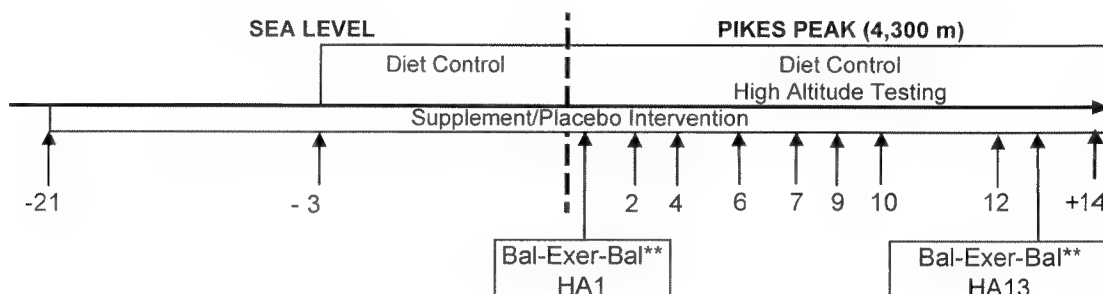 SEA LEVEL
PIKES PEAK (4,300 m)
Diet Control
Diet Control
High Altitude Testing
Supplement/Placebo Intervention
-21
- 3
2
4
6
7
9
10
12
+14
Bal-Exer-Bal**
HA1
Bal-Exer-Bal**
HA13